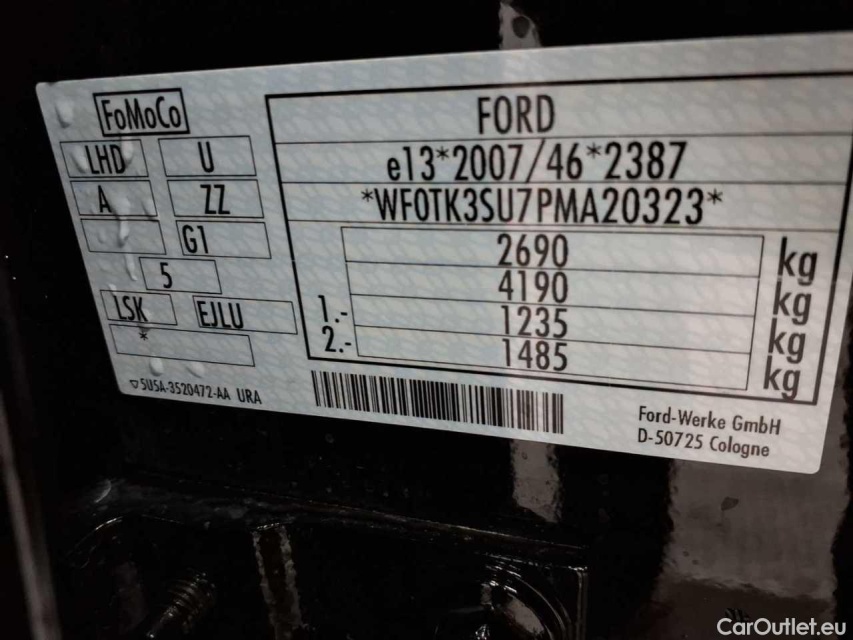 FoMoCo
LHD U
A ZZ
G1
5
LSK EJLU
*
5U5A-3520472-AA URA
FORD
e13*2007/46*2387
*WF0TK3SU7PMA20323*
2690 kg
4190 kg
1.- 1235 kg
2.- 1485 kg
Ford-Werke GmbH
D-50725 Cologne
CarOutlet.eu